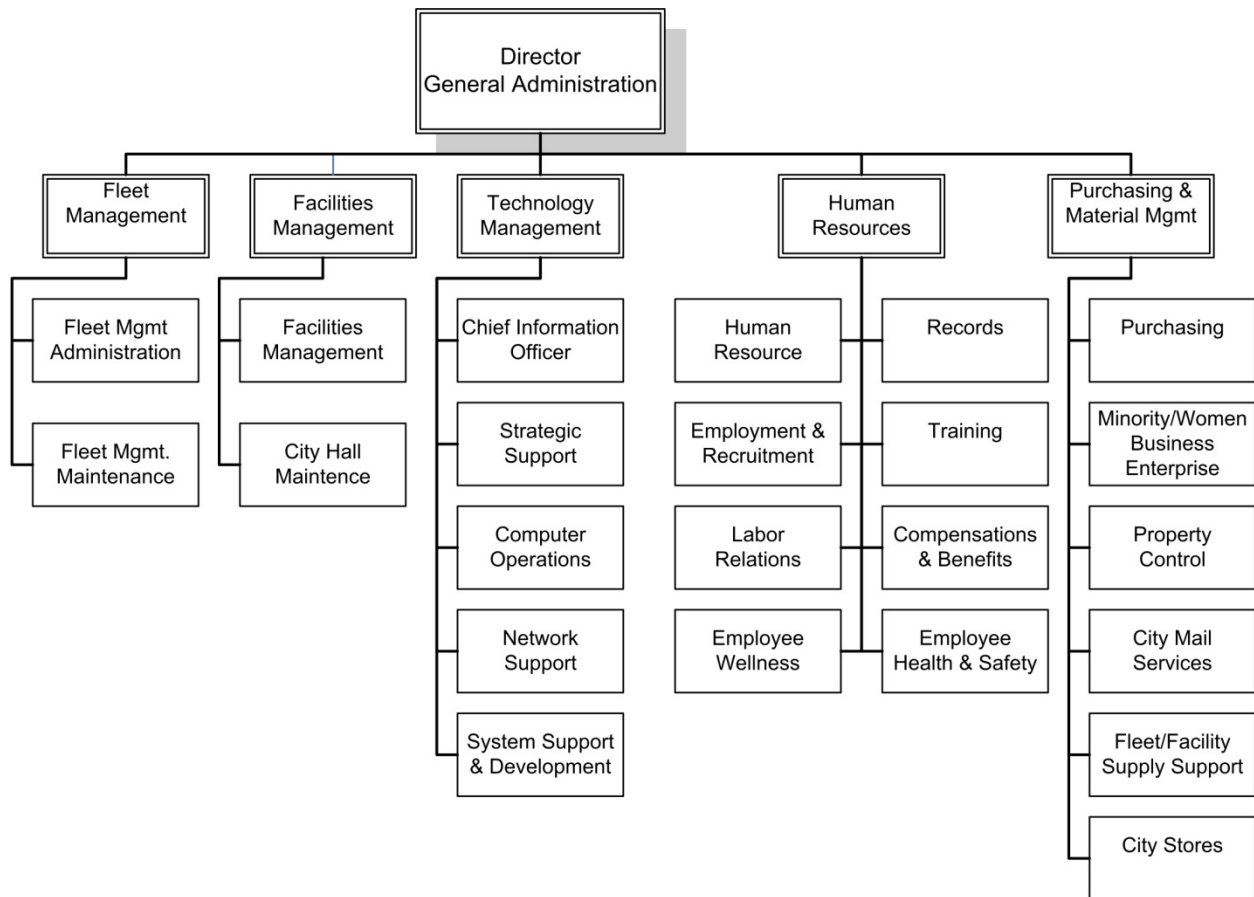 Director
General Administration
Fleet
Management
Facilities
Management
Technology
Management
Human
Resources
Purchasing &
Material Mgmt
Fleet Mgmt
Administration
Fleet Mgmt.
Maintenance
Facilities
Management
City Hall
Maintence
Chief Information
Officer
Strategic
Support
Computer
Operations
Network
Support
System Support
& Development
Human
Resource
Records
Employment &
Recruitment
Training
Labor
Relations
Compensations
& Benefits
Employee
Wellness
Employee
Health & Safety
Purchasing
Minority/Women
Business
Enterprise
Property
Control
City Mail
Services
Fleet/Facility
Supply Support
City Stores